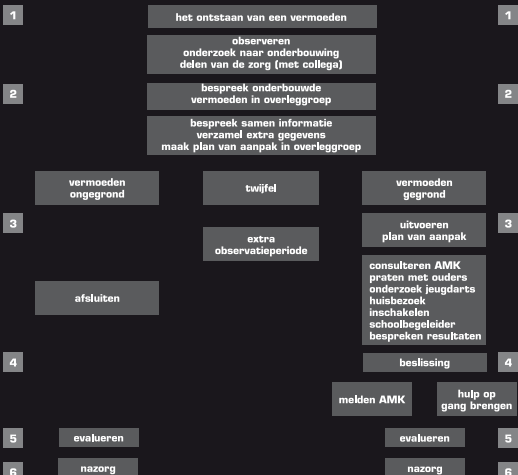 1
het ontstaan van een vermoeden
1
observeren
onderzoek naar onderbouwing
delen van de zorg (met collega)
2
bespreek onderbouwde
vermoeden in overleggroep
2
bespreek samen informatie
verzamel extra gegevens
maak plan van aanpak in overleggroep
vermoeden
ongegrond
twijfel
vermoeden
gegrond
3
extra
observatieperiode
uitvoeren
plan van aanpak
3
afsluiten
consulteren AMK
praten met ouders
onderzoek jeugdarts
huisbezoek
inschakelen
schoolbegeleider
bespreken resultaten
4
beslissing
4
melden AMK
hulp op
gang brengen
5
evalueren
evalueren
5
6
nazorg
nazorg
6